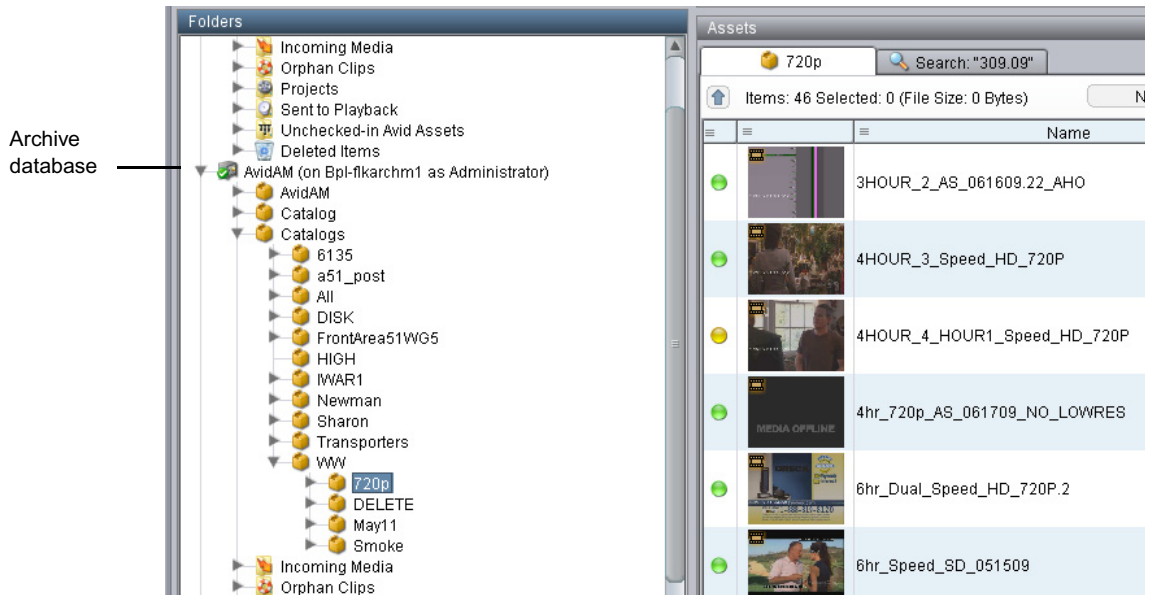 Archive
database
Folders
Incoming Media
Orphan Clips
Projects
Sent to Playback
Unchecked-in Avid Assets
Deleted Items
AvidAM (on Bpl-flkarchm1 as Administrator)
AvidAM
Catalog
Catalogs
6135
a51_post
All
DISK
FrontArea51WG5
HIGH
IWAR1
Newman
Sharon
Transporters
WW
720p
DELETE
May11
Smoke
Incoming Media
Orphan Clips
Assets
720p
Search: "309.09"
Items: 46 Selected: 0 (File Size: 0 Bytes)
N
Name
3HOUR_2_AS_061609.22_AHO
4HOUR_3_Speed_HD_720P
4HOUR_4_HOUR1_Speed_HD_720P
4hr_720p_AS_061709_NO_LOWRES
MEDIA OFFLINE
6hr_Dual_Speed_HD_720P.2
6hr_Speed_SD_051509